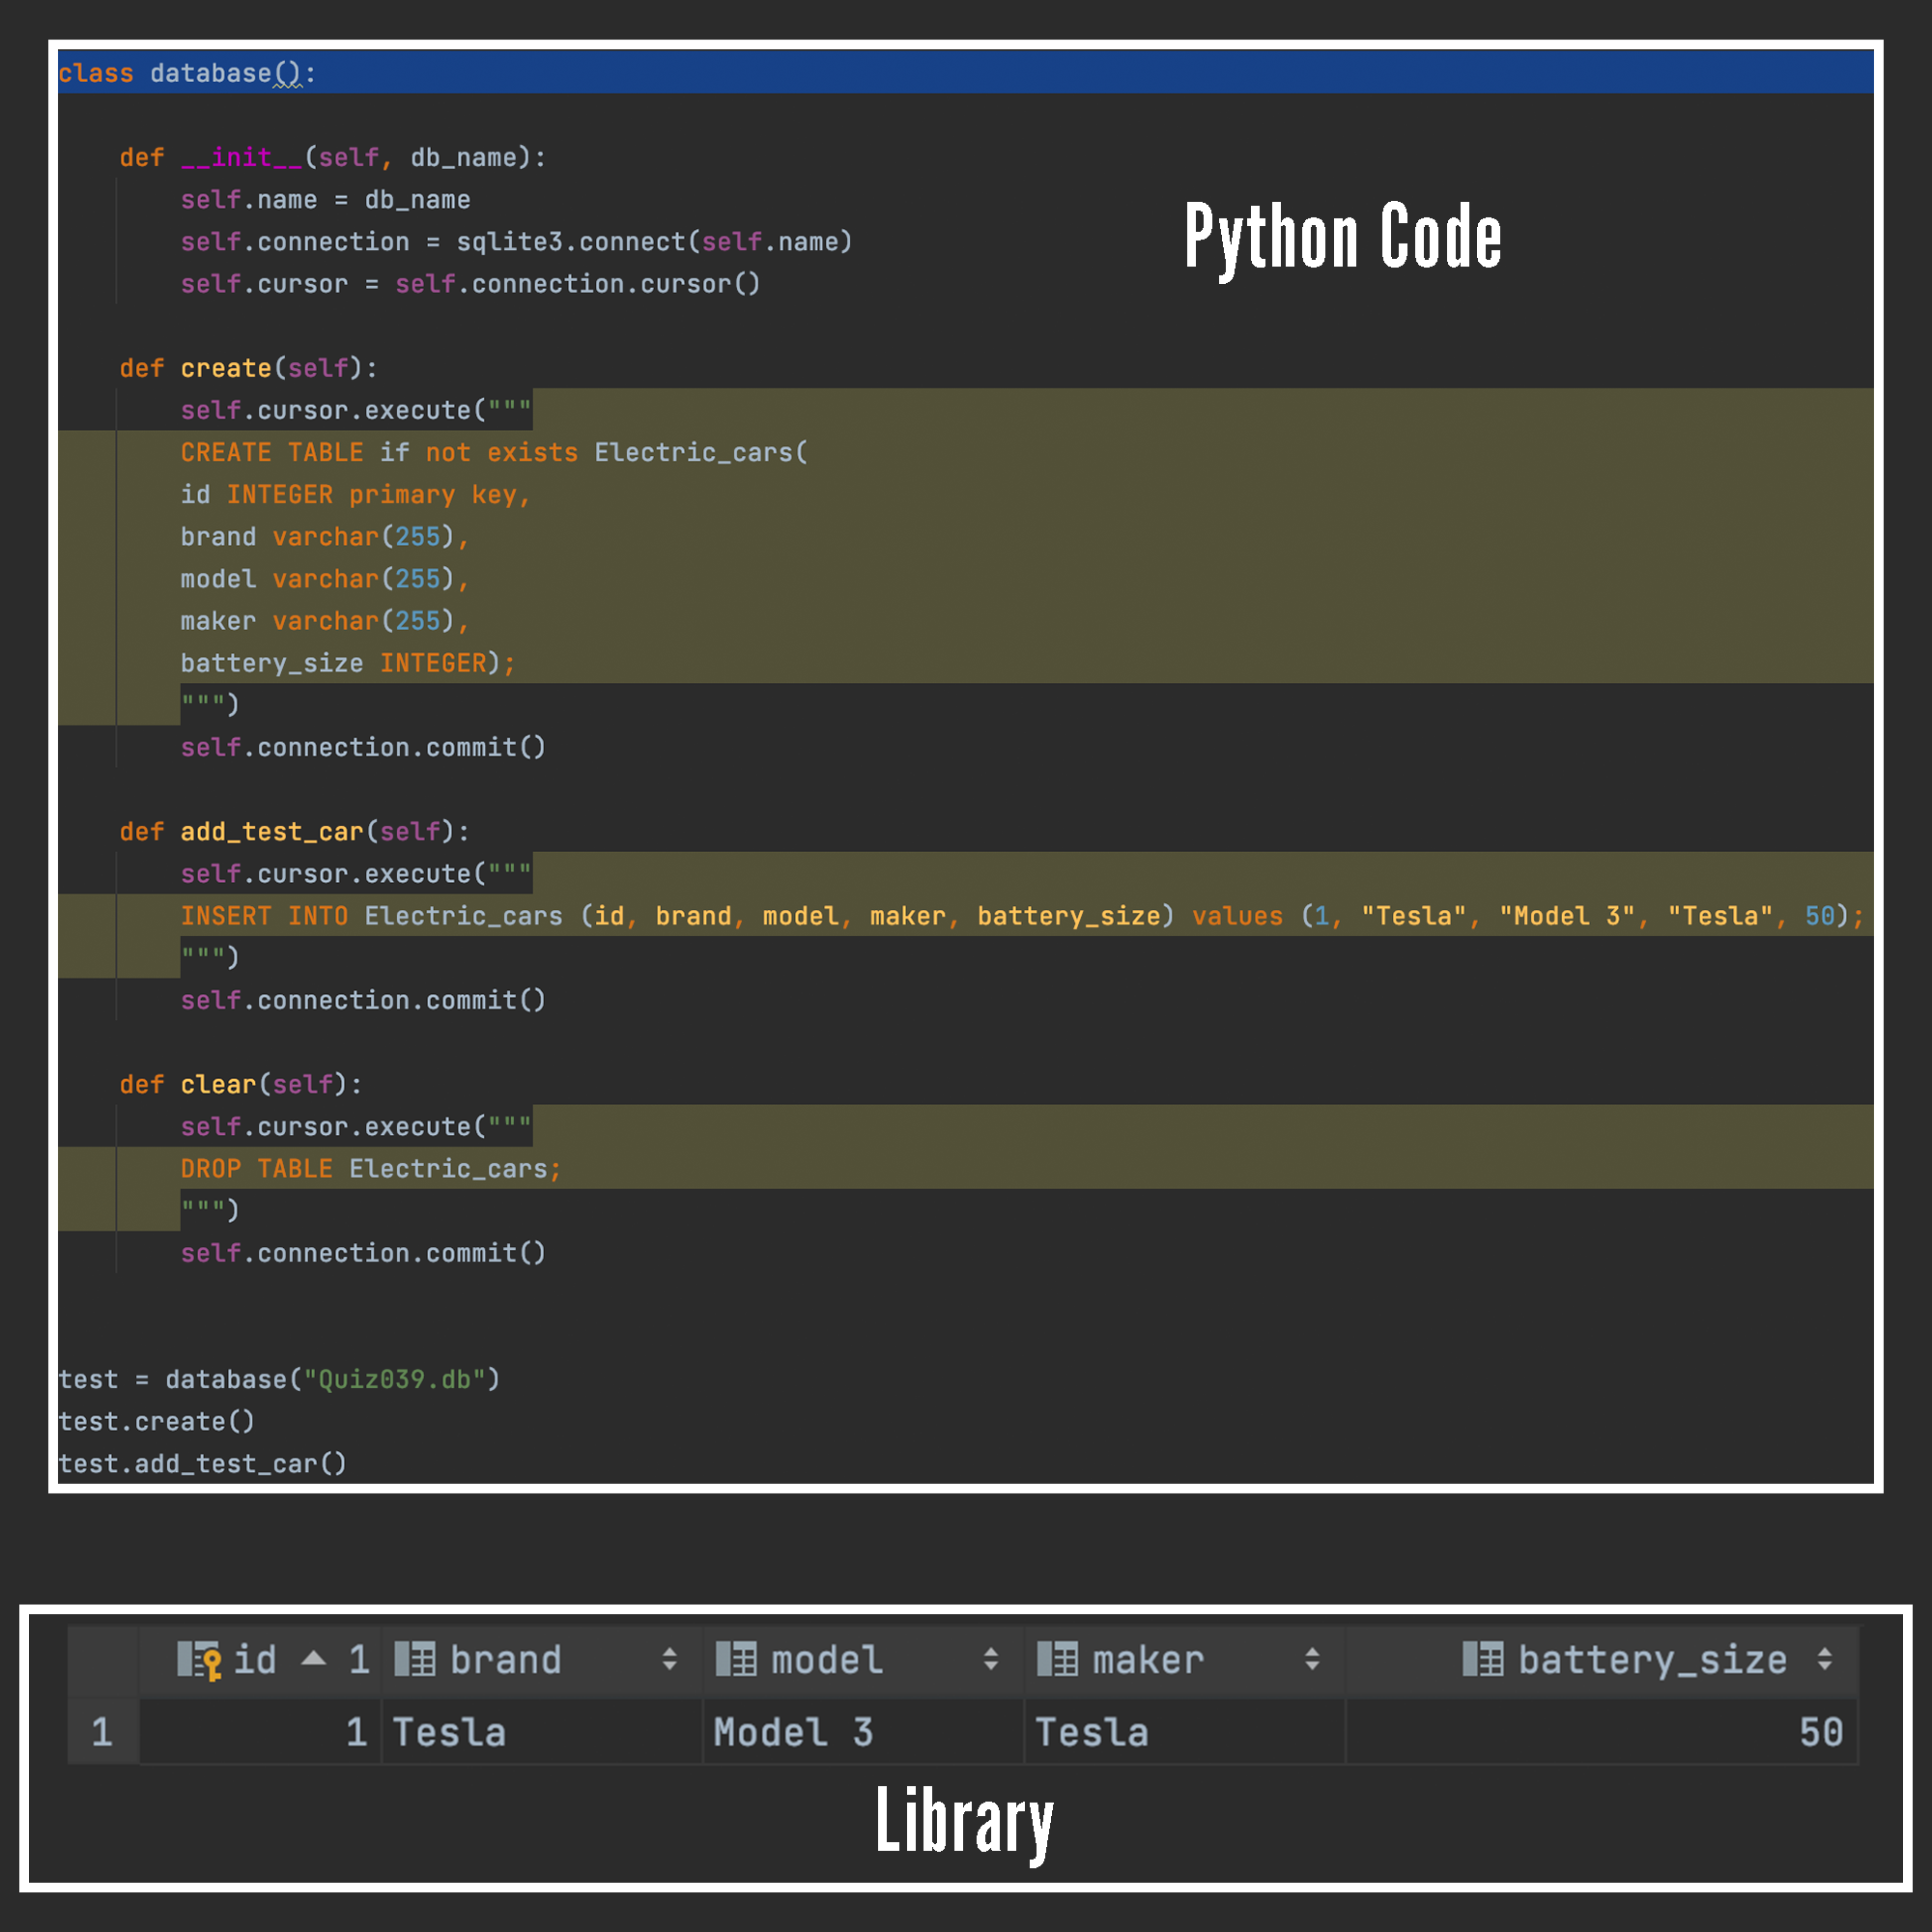 class database():
def __init__(self, db_name):
self.name = db_name
self.connection = sqlite3.connect(self.name)
self.cursor = self.connection.cursor()
Python Code
def create(self):
self.cursor.execute("""
CREATE TABLE if not exists Electric_cars(
id INTEGER primary key,
brand varchar(255),
model varchar(255),
maker varchar(255),
battery_size INTEGER);
""")
self.connection.commit()
def add_test_car(self):
self.cursor.execute("""
INSERT INTO Electric_cars (id, brand, model, maker, battery_size) values (1, "Tesla", "Model 3", "Tesla", 50);
""")
self.connection.commit()
def clear(self):
self.cursor.execute("""
DROP TABLE Electric_cars;
""")
self.connection.commit()
test = database("Quiz039.db")
test.create()
test.add_test_car()
id 1 brand model maker battery_size
1 1 Tesla Model 3 Tesla 50
Library